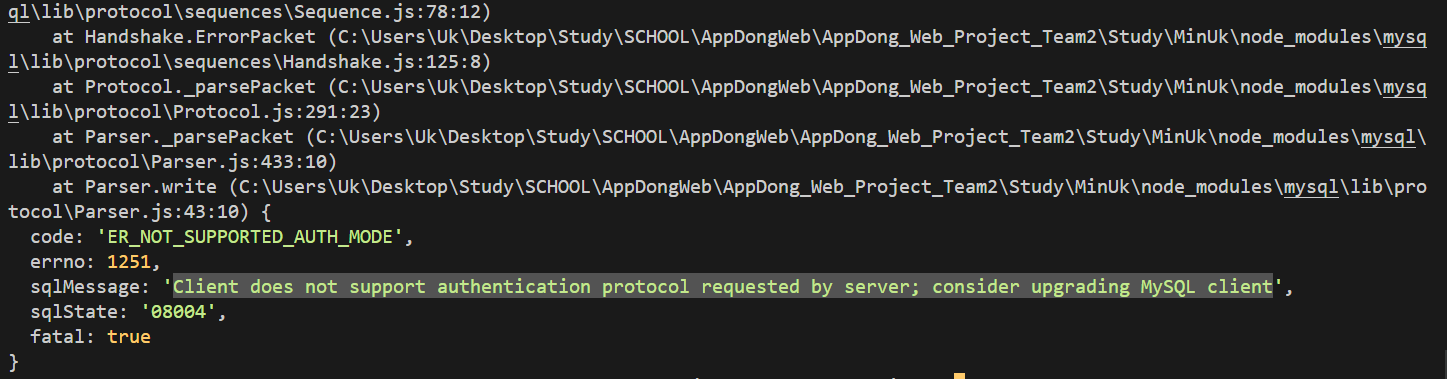 ql\lib\protocol\sequences\Sequence.js:78:12)
    at Handshake.ErrorPacket (C:\Users\Uk\Desktop\Study\SCHOOL\AppDongWeb\AppDong_Web_Project_Team2\Study\MinUk\node_modules\mysq
l\lib\protocol\sequences\Handshake.js:125:8)
    at Protocol._parsePacket (C:\Users\Uk\Desktop\Study\SCHOOL\AppDongWeb\AppDong_Web_Project_Team2\Study\MinUk\node_modules\mysq
l\lib\protocol\Protocol.js:291:23)
    at Parser._parsePacket (C:\Users\Uk\Desktop\Study\SCHOOL\AppDongWeb\AppDong_Web_Project_Team2\Study\MinUk\node_modules\mysql\
lib\protocol\Parser.js:433:10)
    at Parser.write (C:\Users\Uk\Desktop\Study\SCHOOL\AppDongWeb\AppDong_Web_Project_Team2\Study\MinUk\node_modules\mysql\lib\pro
tocol\Parser.js:43:10) {
  code: 'ER_NOT_SUPPORTED_AUTH_MODE',
  errno: 1251,
  sqlMessage: 'Client does not support authentication protocol requested by server; consider upgrading MySQL client',
  sqlState: '08004',
  fatal: true
}